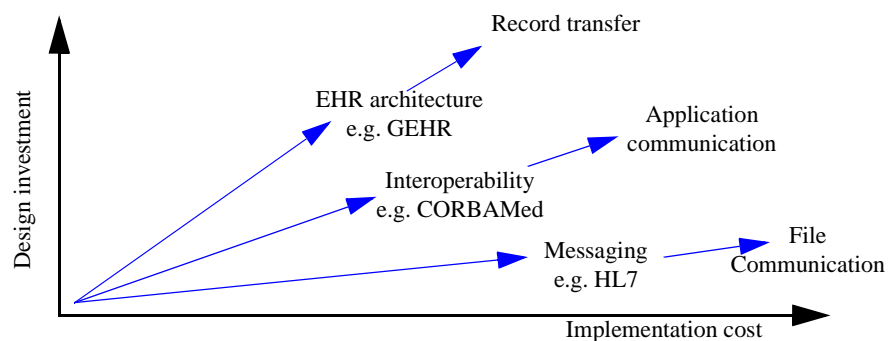 Record transfer
EHR architecture
e.g. GEHR
Application
communication
Interoperability
e.g. CORBAMed
Messaging
e.g. HL7
File
Communication
Design investment
Implementation cost